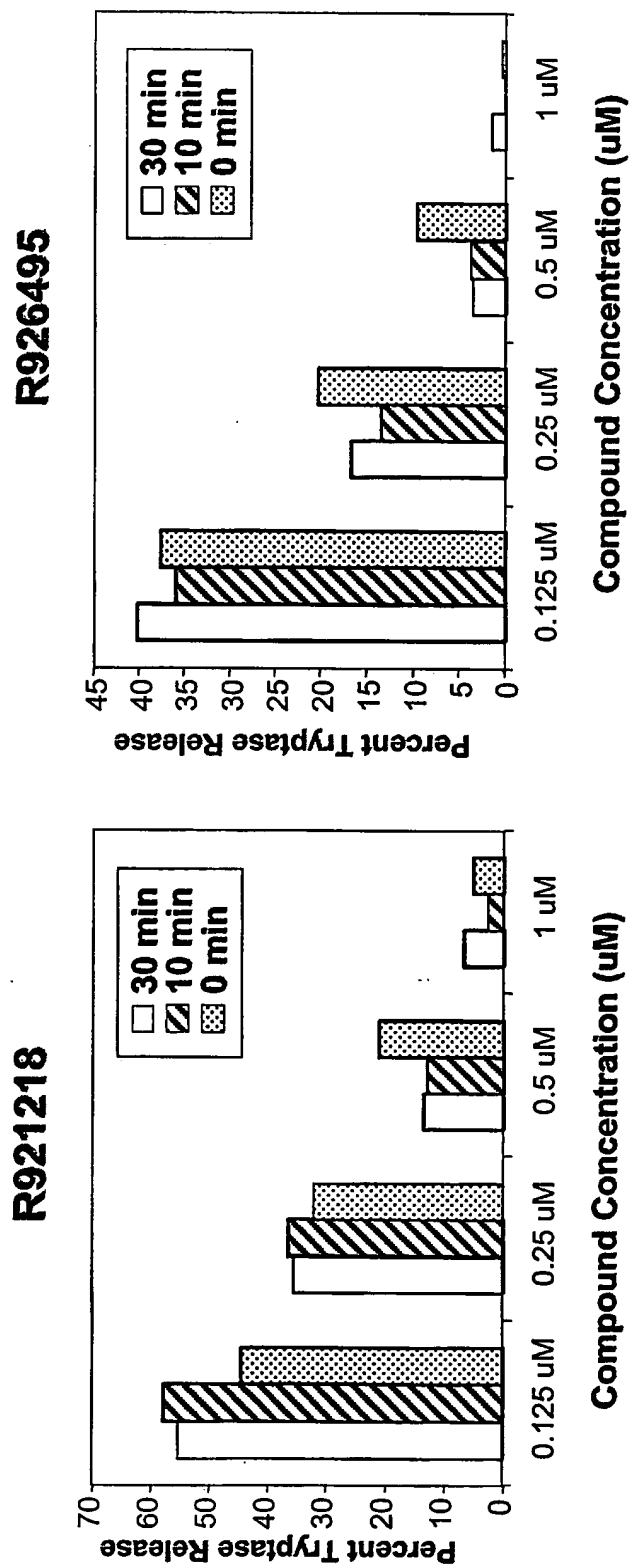 R921218
Percent Tryptase Release
70
60
50
40
30
20
10
0
30 min
10 min
0 min
0.125 uM
0.25 uM
0.5 uM
1 uM
Compound Concentration (uM)
R926495
Percent Tryptase Release
45
40
35
30
25
20
15
10
5
0
30 min
10 min
0 min
0.125 uM
0.25 uM
0.5 uM
1 uM
Compound Concentration (uM)